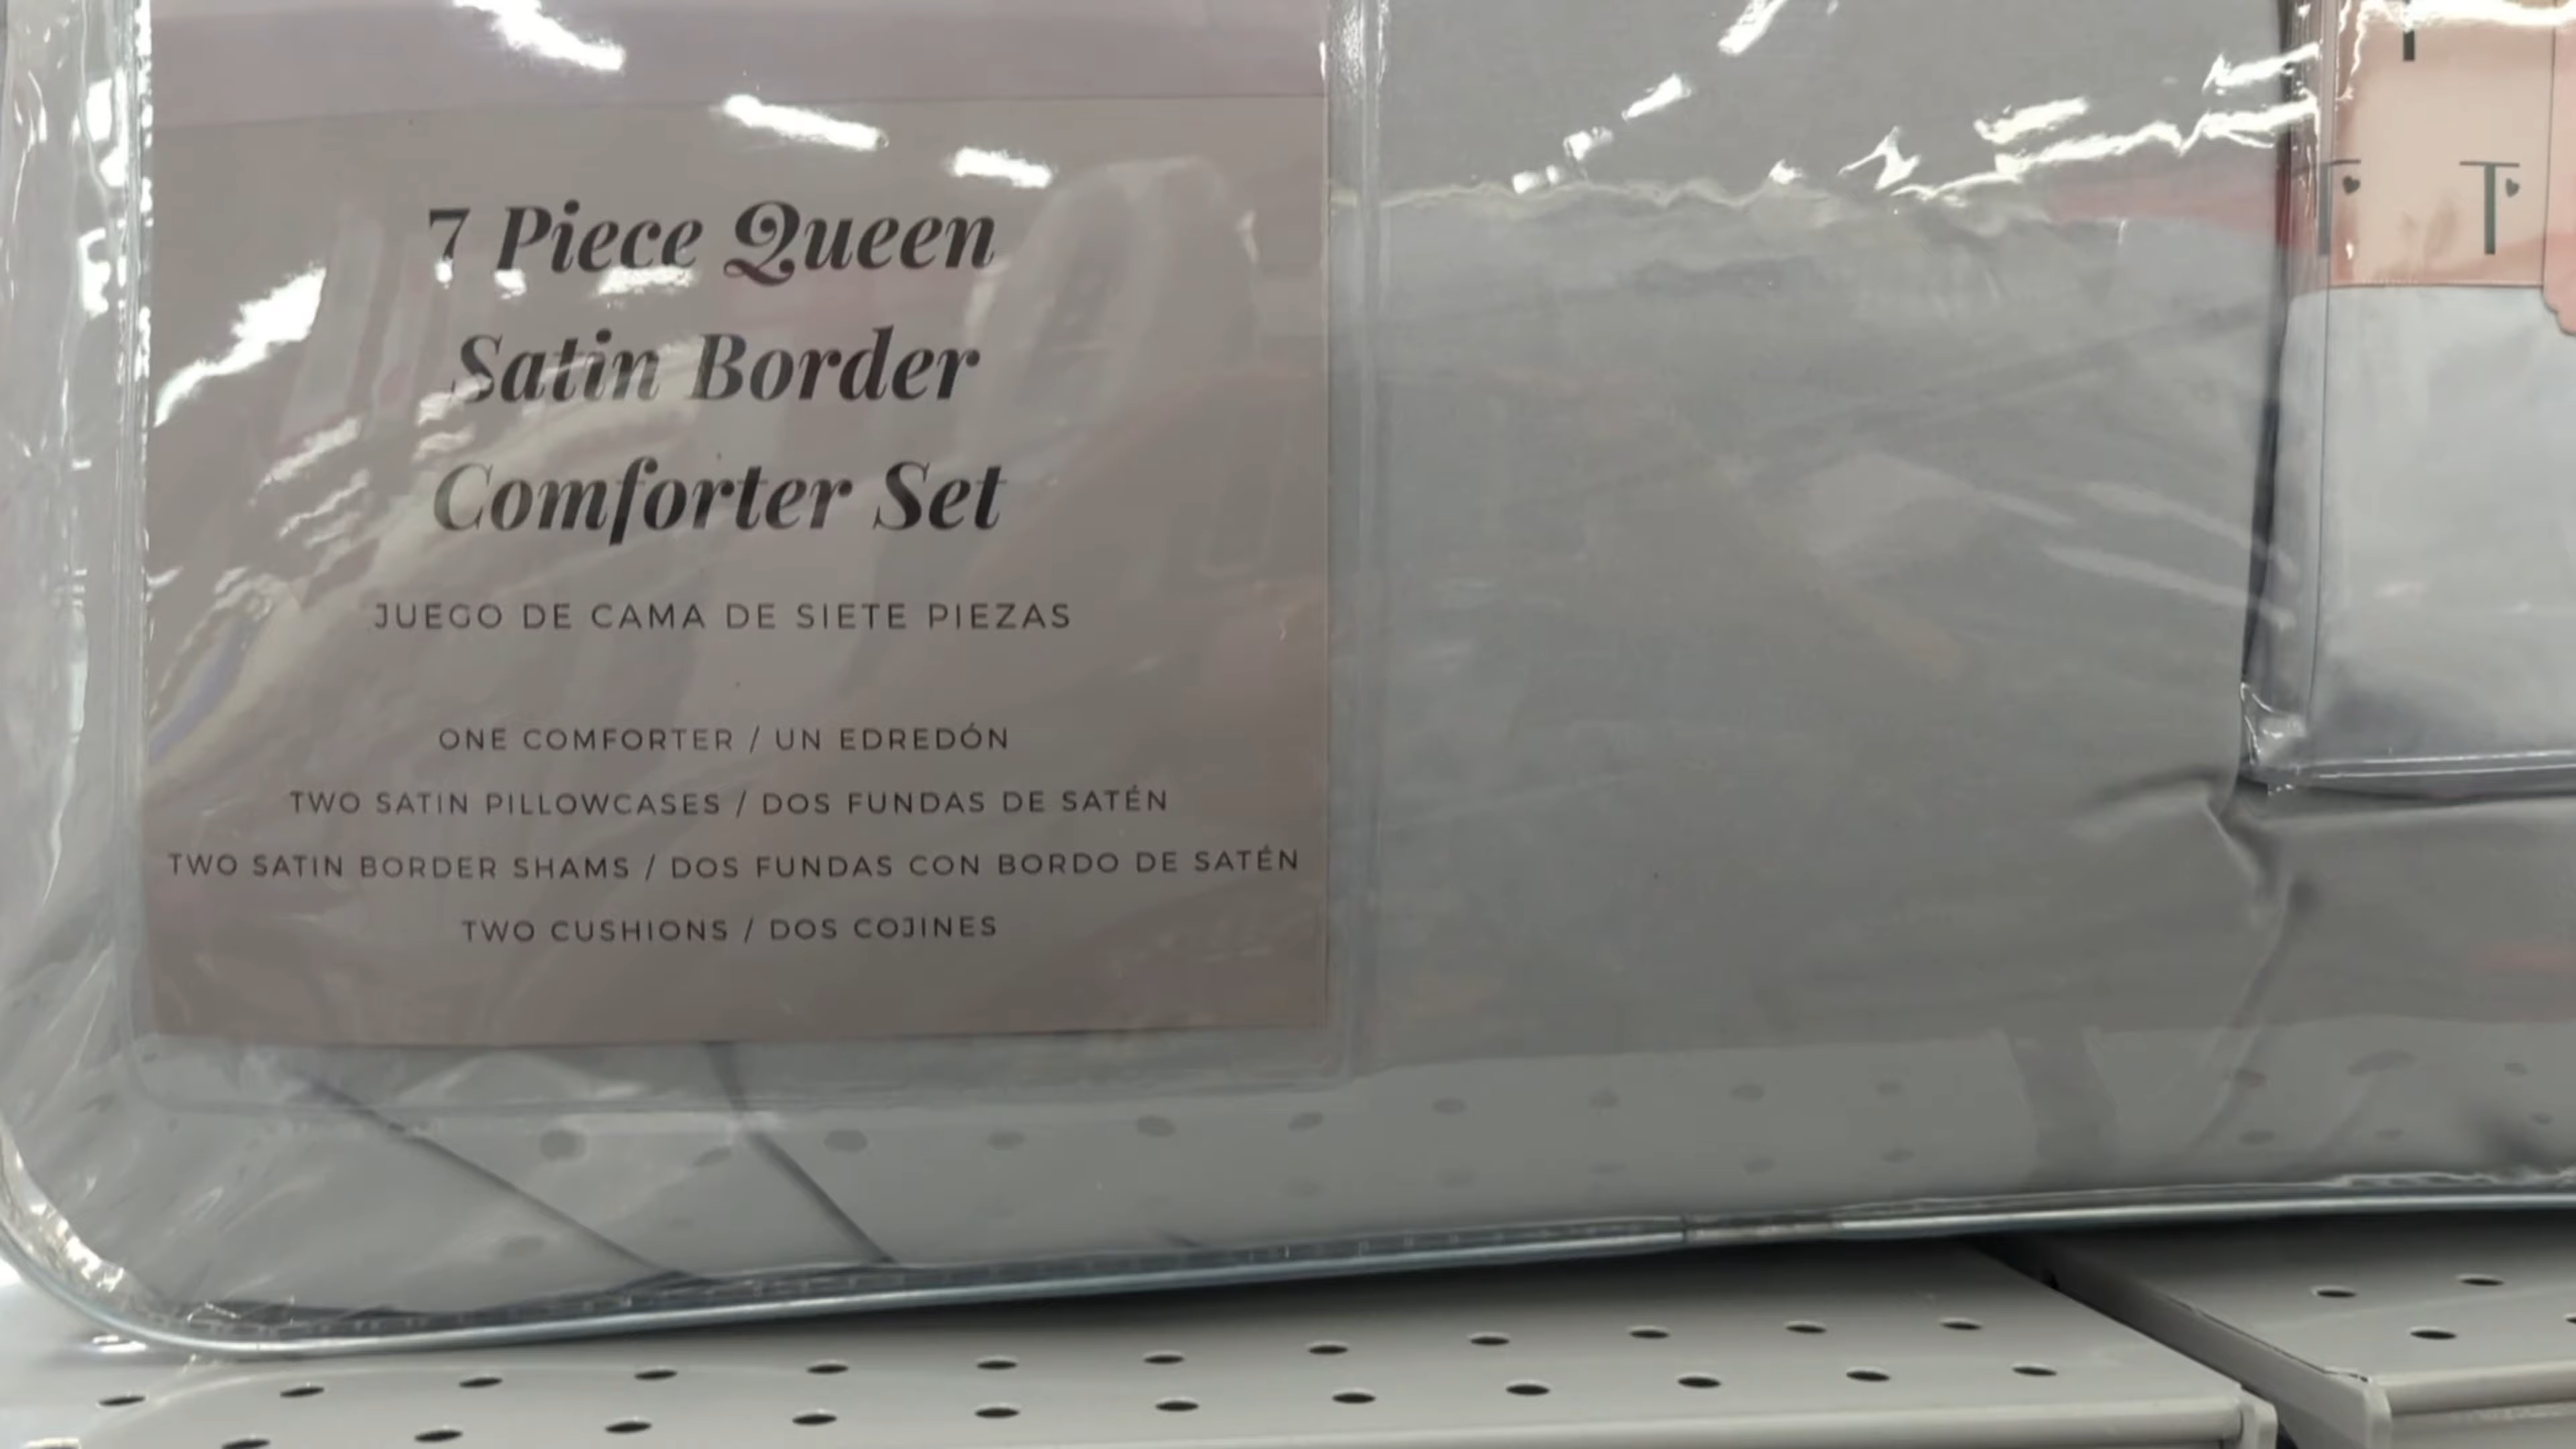 7 Piece Queen
Satin Border
Comforter Set
JUEGO DE CAMA DE SIETE PIEZAS
ONE COMFORTER / UN EDREDÓN
TWO SATIN PILLOWCASES / DOS FUNDAS DE SATÉN
TWO SATIN BORDER SHAMS / DOS FUNDAS CON BORDO DE SATÉN
TWO CUSHIONS / DOS COJINES